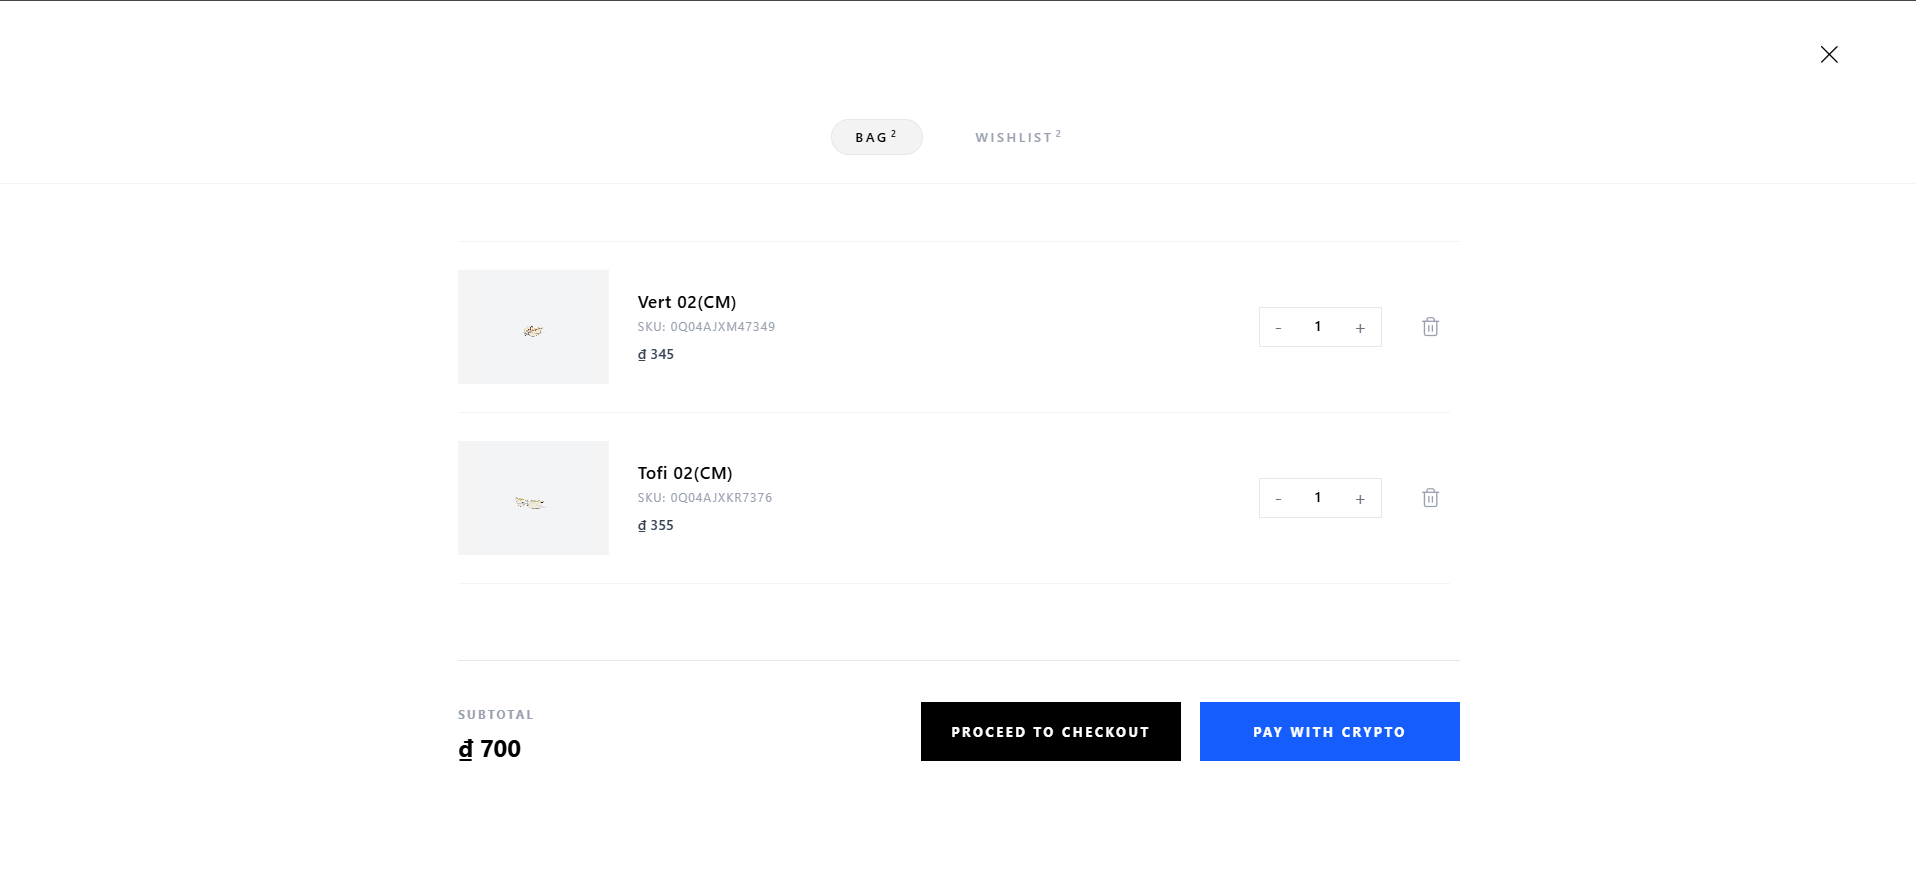 BAG 2
WISHLIST 2
Vert 02(CM)
SKU: 0Q04AJXM47349
₫ 345
- 1 +
Tofi 02(CM)
SKU: 0Q04AJXKR7376
₫ 355
- 1 +
SUBTOTAL
₫ 700
PROCEED TO CHECKOUT
PAY WITH CRYPTO